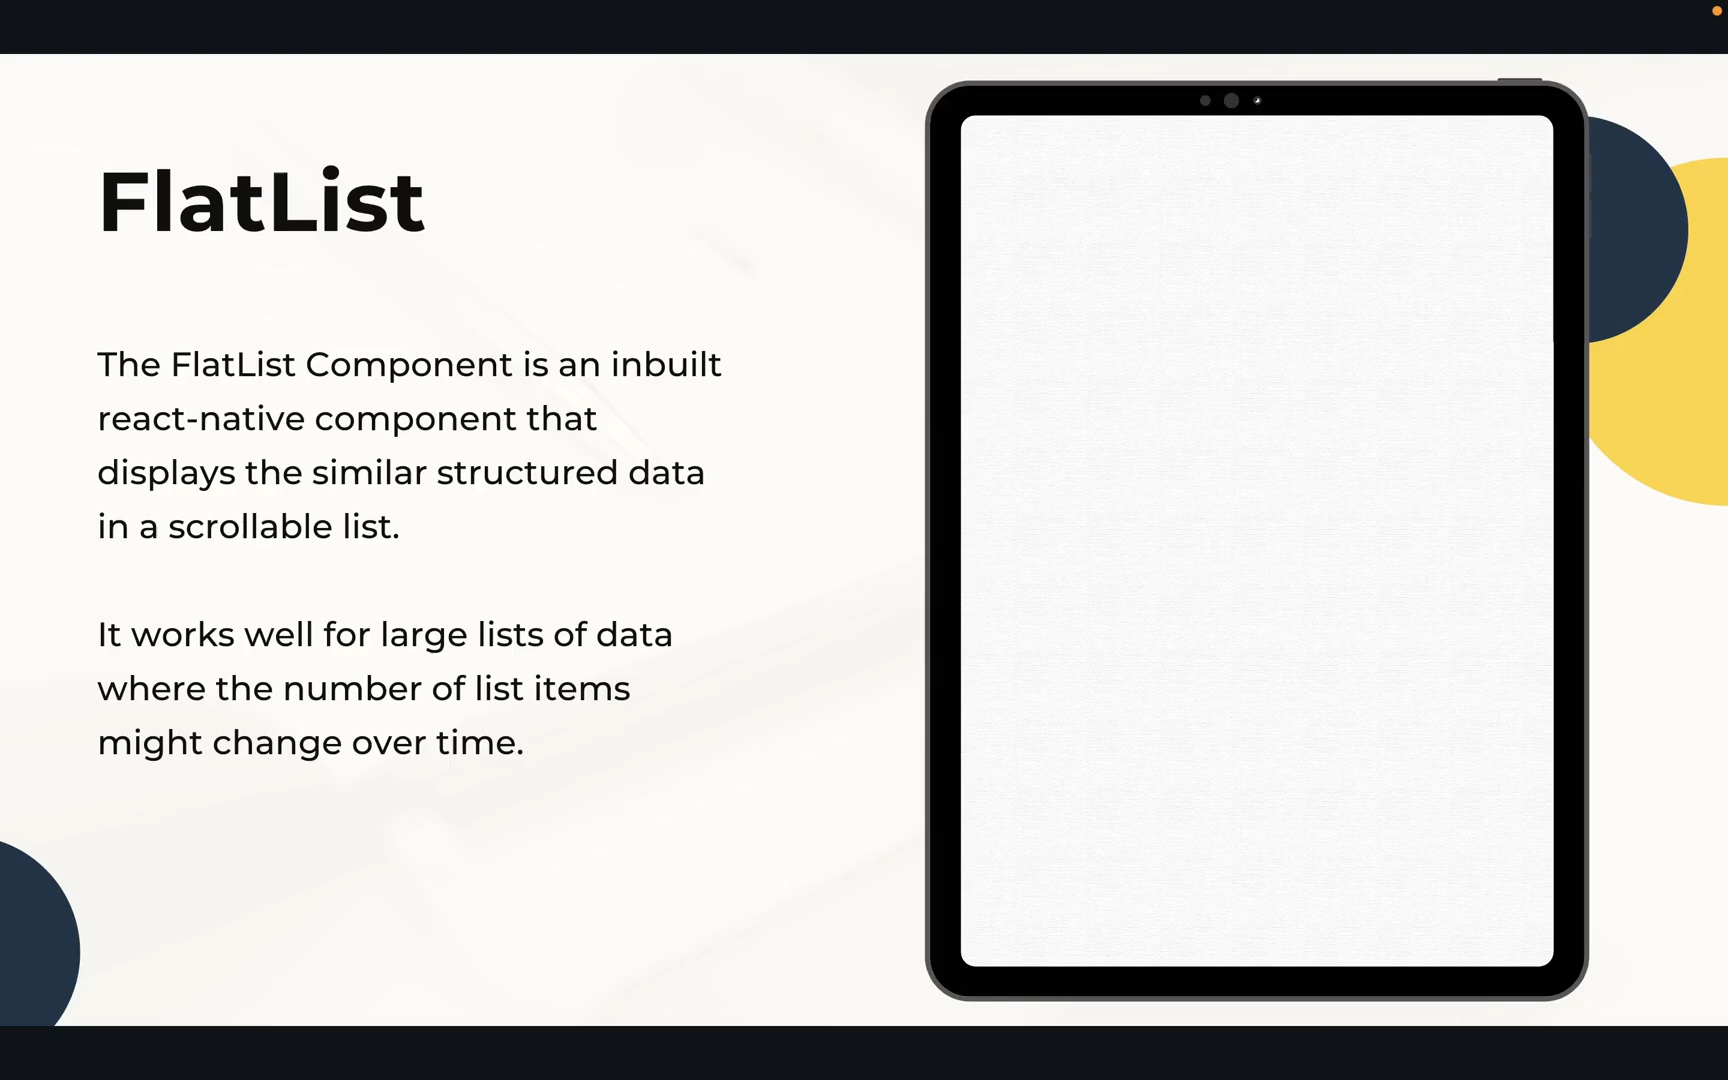 FlatList
The FlatList Component is an inbuilt
react-native component that
displays the similar structured data
in a scrollable list.
It works well for large lists of data
where the number of list items
might change over time.